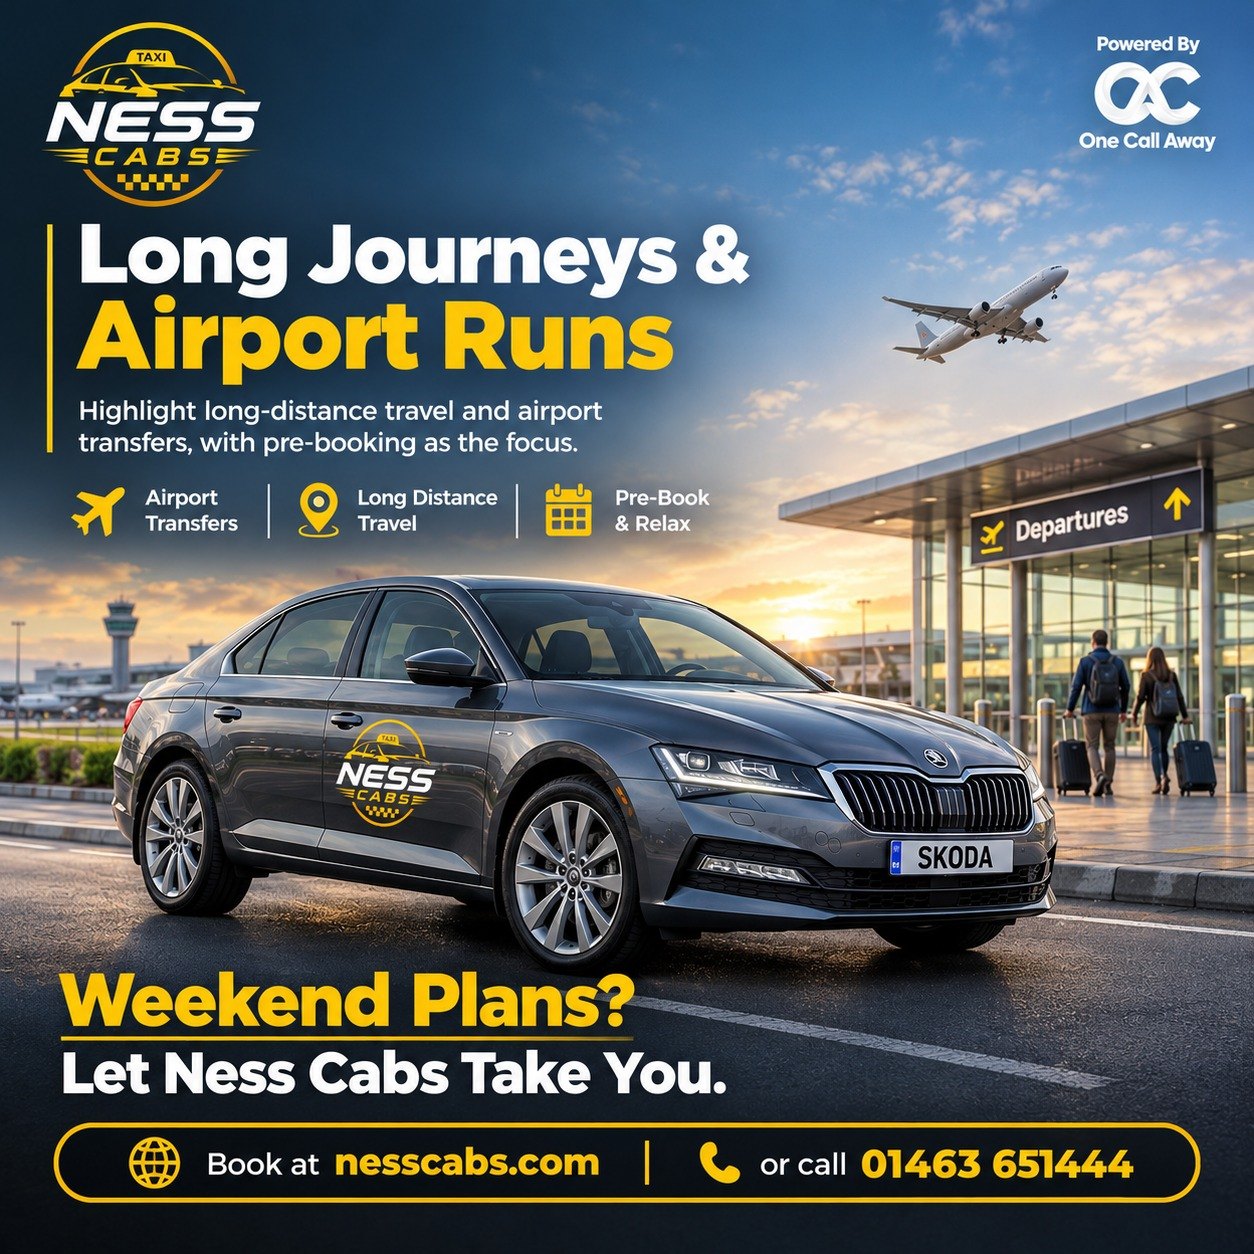 TAXI
NESS
CABS
Powered By
OAC
One Call Away
Long Journeys &
Airport Runs
Highlight long-distance travel and airport
transfers, with pre-booking as the focus.
Airport
Transfers
Long Distance
Travel
Pre-Book
& Relax
Departures
TAXI
NESS
CABS
SKODA
Weekend Plans?
Let Ness Cabs Take You.
Book at nesscabs.com
or call 01463 651444